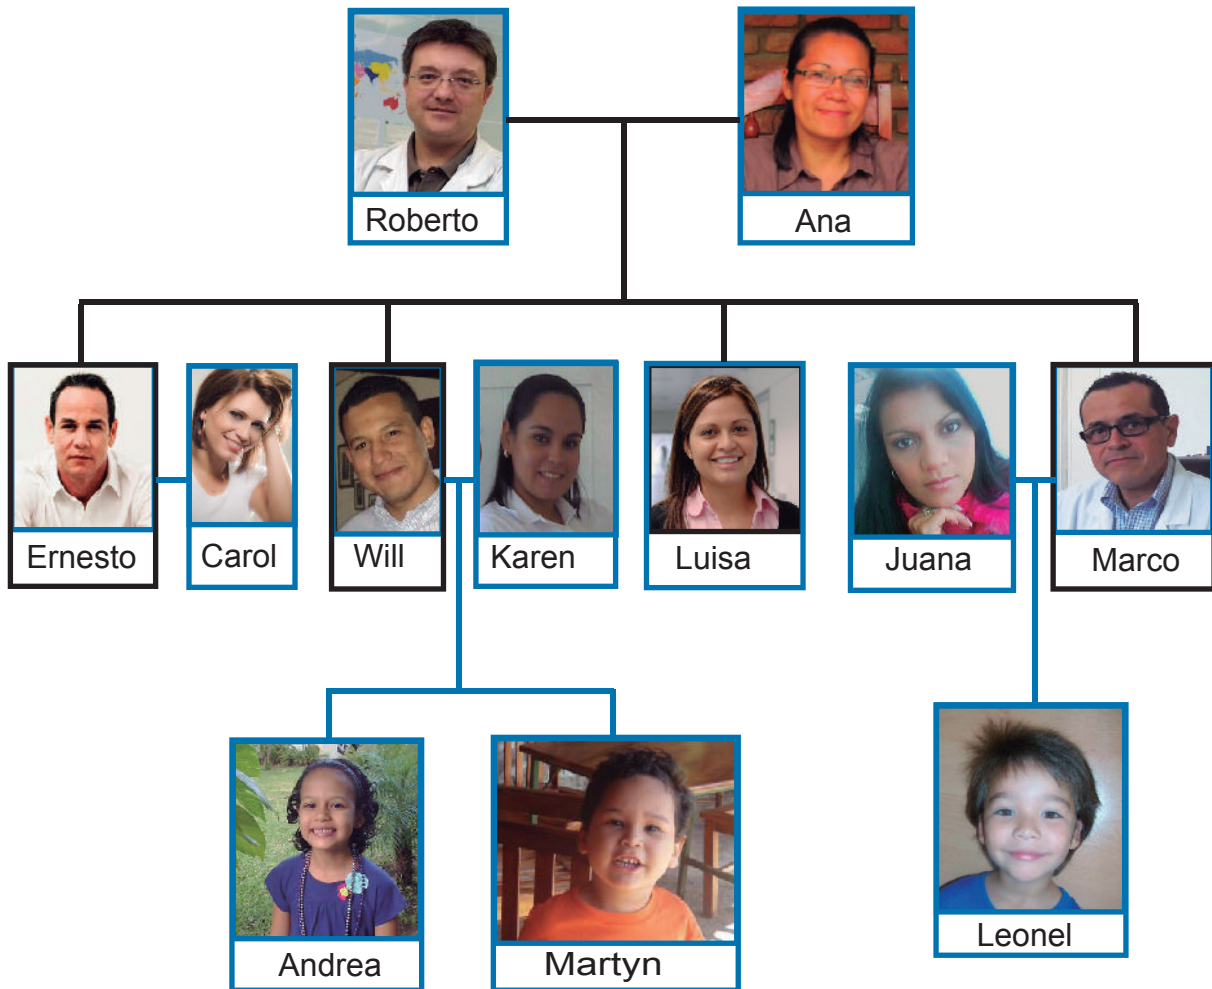 Roberto
Ana
Ernesto
Carol
Will
Karen
Luisa
Juana
Marco
Andrea
Martyn
Leonel